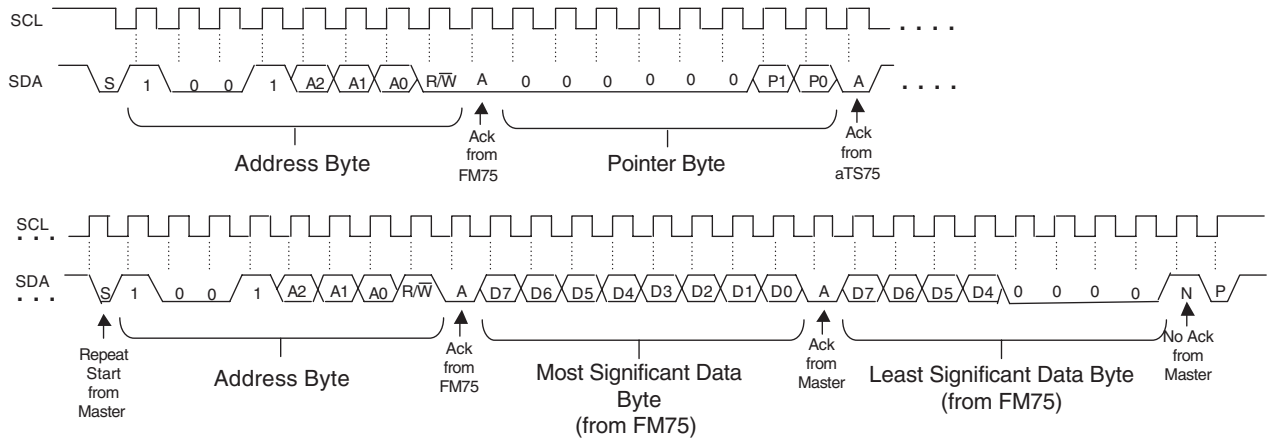 SCL
SDA S 1 0 0 1 A2 A1 A0 R/W̅ A 0 0 0 0 0 0 P1 P0 A
. . . .
. . . .
Address Byte
Ack
from
FM75
Pointer Byte
Ack
from
aTS75
SCL
. . .
SDA S 1 0 0 1 A2 A1 A0 R/W̅ A D7 D6 D5 D4 D3 D2 D1 D0 A D7 D6 D5 D4 0 0 0 0 N P
. . .
Repeat
Start
from
Master
Address Byte
Ack
from
FM75
Most Significant Data
Byte
(from FM75)
Ack
from
Master
Least Significant Data Byte
(from FM75)
No Ack
from
Master